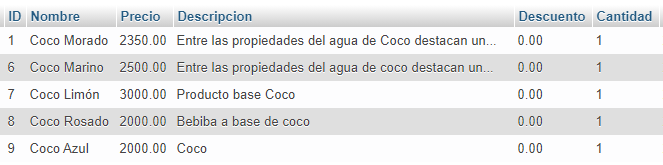 ID Nombre Precio Descripcion Descuento Cantidad
1 Coco Morado 2350.00 Entre las propiedades del agua de Coco destacan un... 0.00 1
6 Coco Marino 2500.00 Entre las propiedades del agua de coco destacan un... 0.00 1
7 Coco Limón 3000.00 Producto base Coco 0.00 1
8 Coco Rosado 2000.00 Bebiba a base de coco 0.00 1
9 Coco Azul 2000.00 Coco 0.00 1